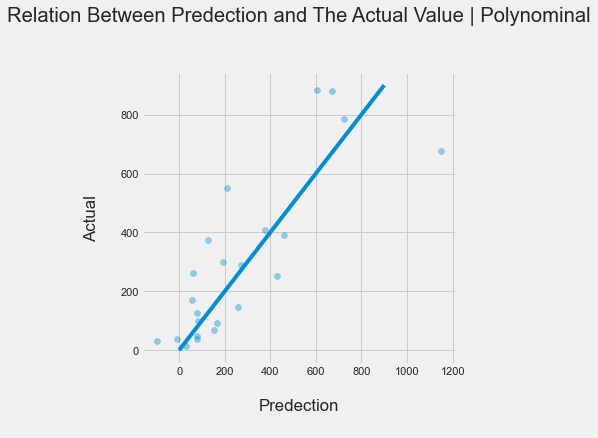 Relation Between Predection and The Actual Value | Polynominal
800
600
400
200
0
Actual
0 200 400 600 800 1000 1200
Predection